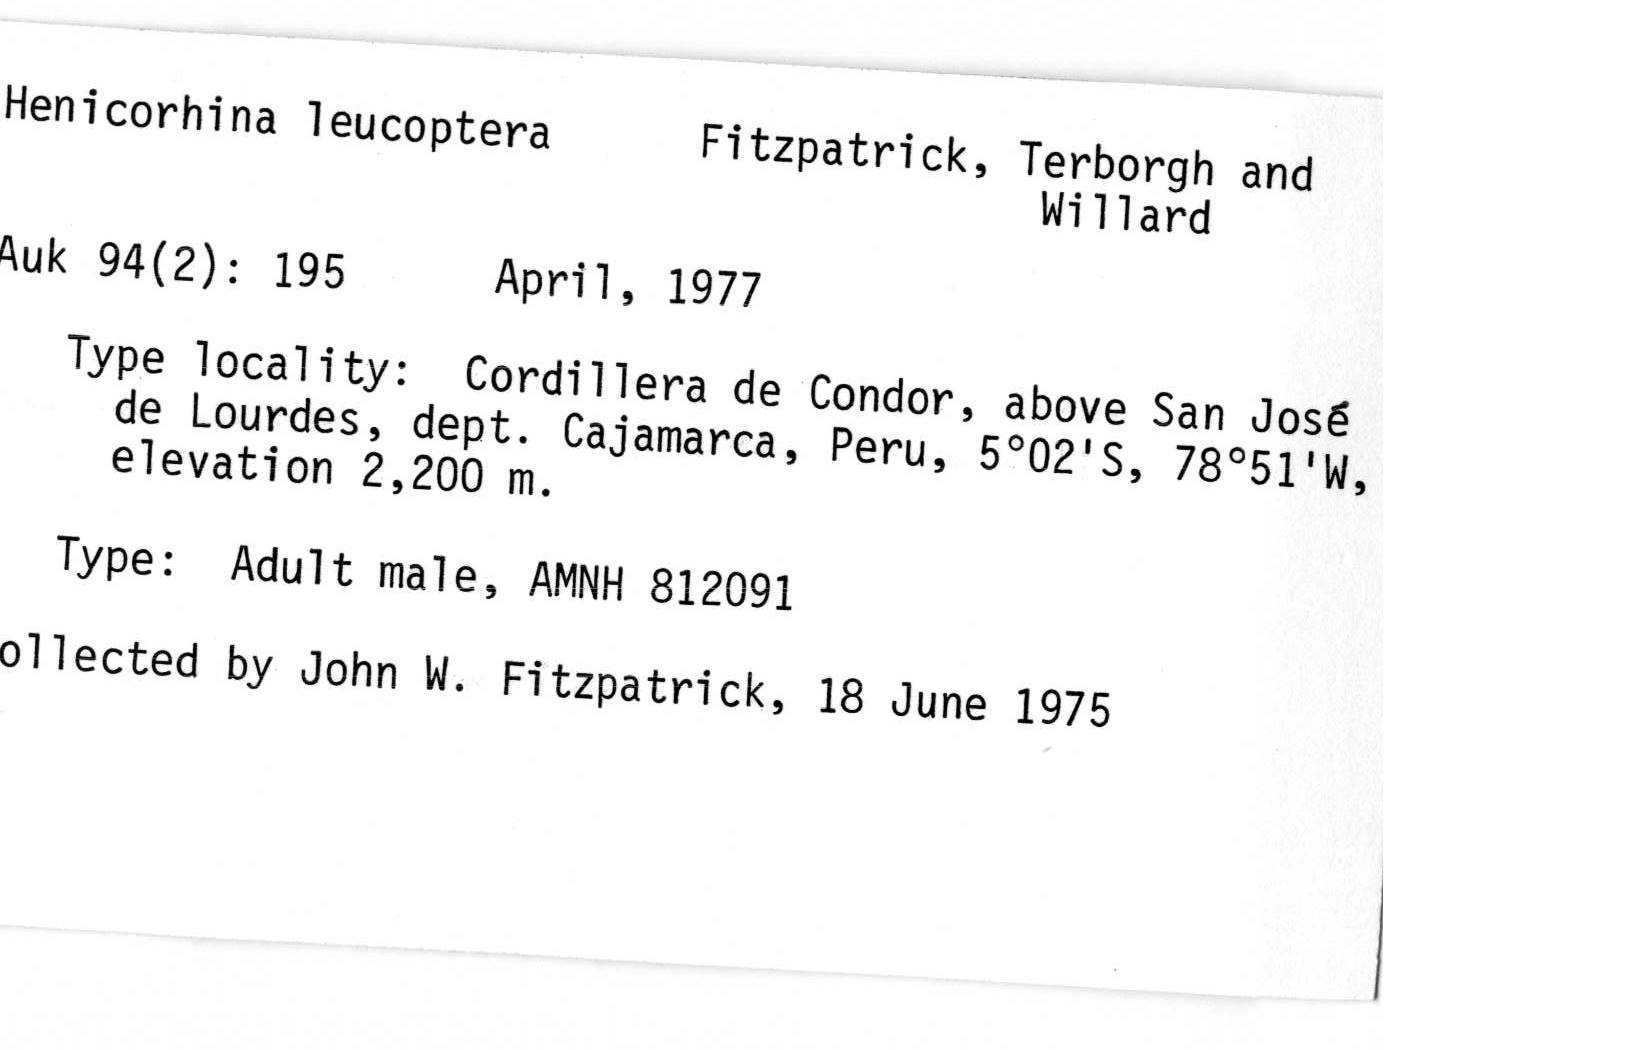 Henicorhina leucoptera Fitzpatrick, Terborgh and
Willard
Auk 94(2): 195 April, 1977
Type locality: Cordillera de Condor, above San José
de Lourdes, dept. Cajamarca, Peru, 5°02'S, 78°51'W,
elevation 2,200 m.
Type: Adult male, AMNH 812091
ollected by John W. Fitzpatrick, 18 June 1975